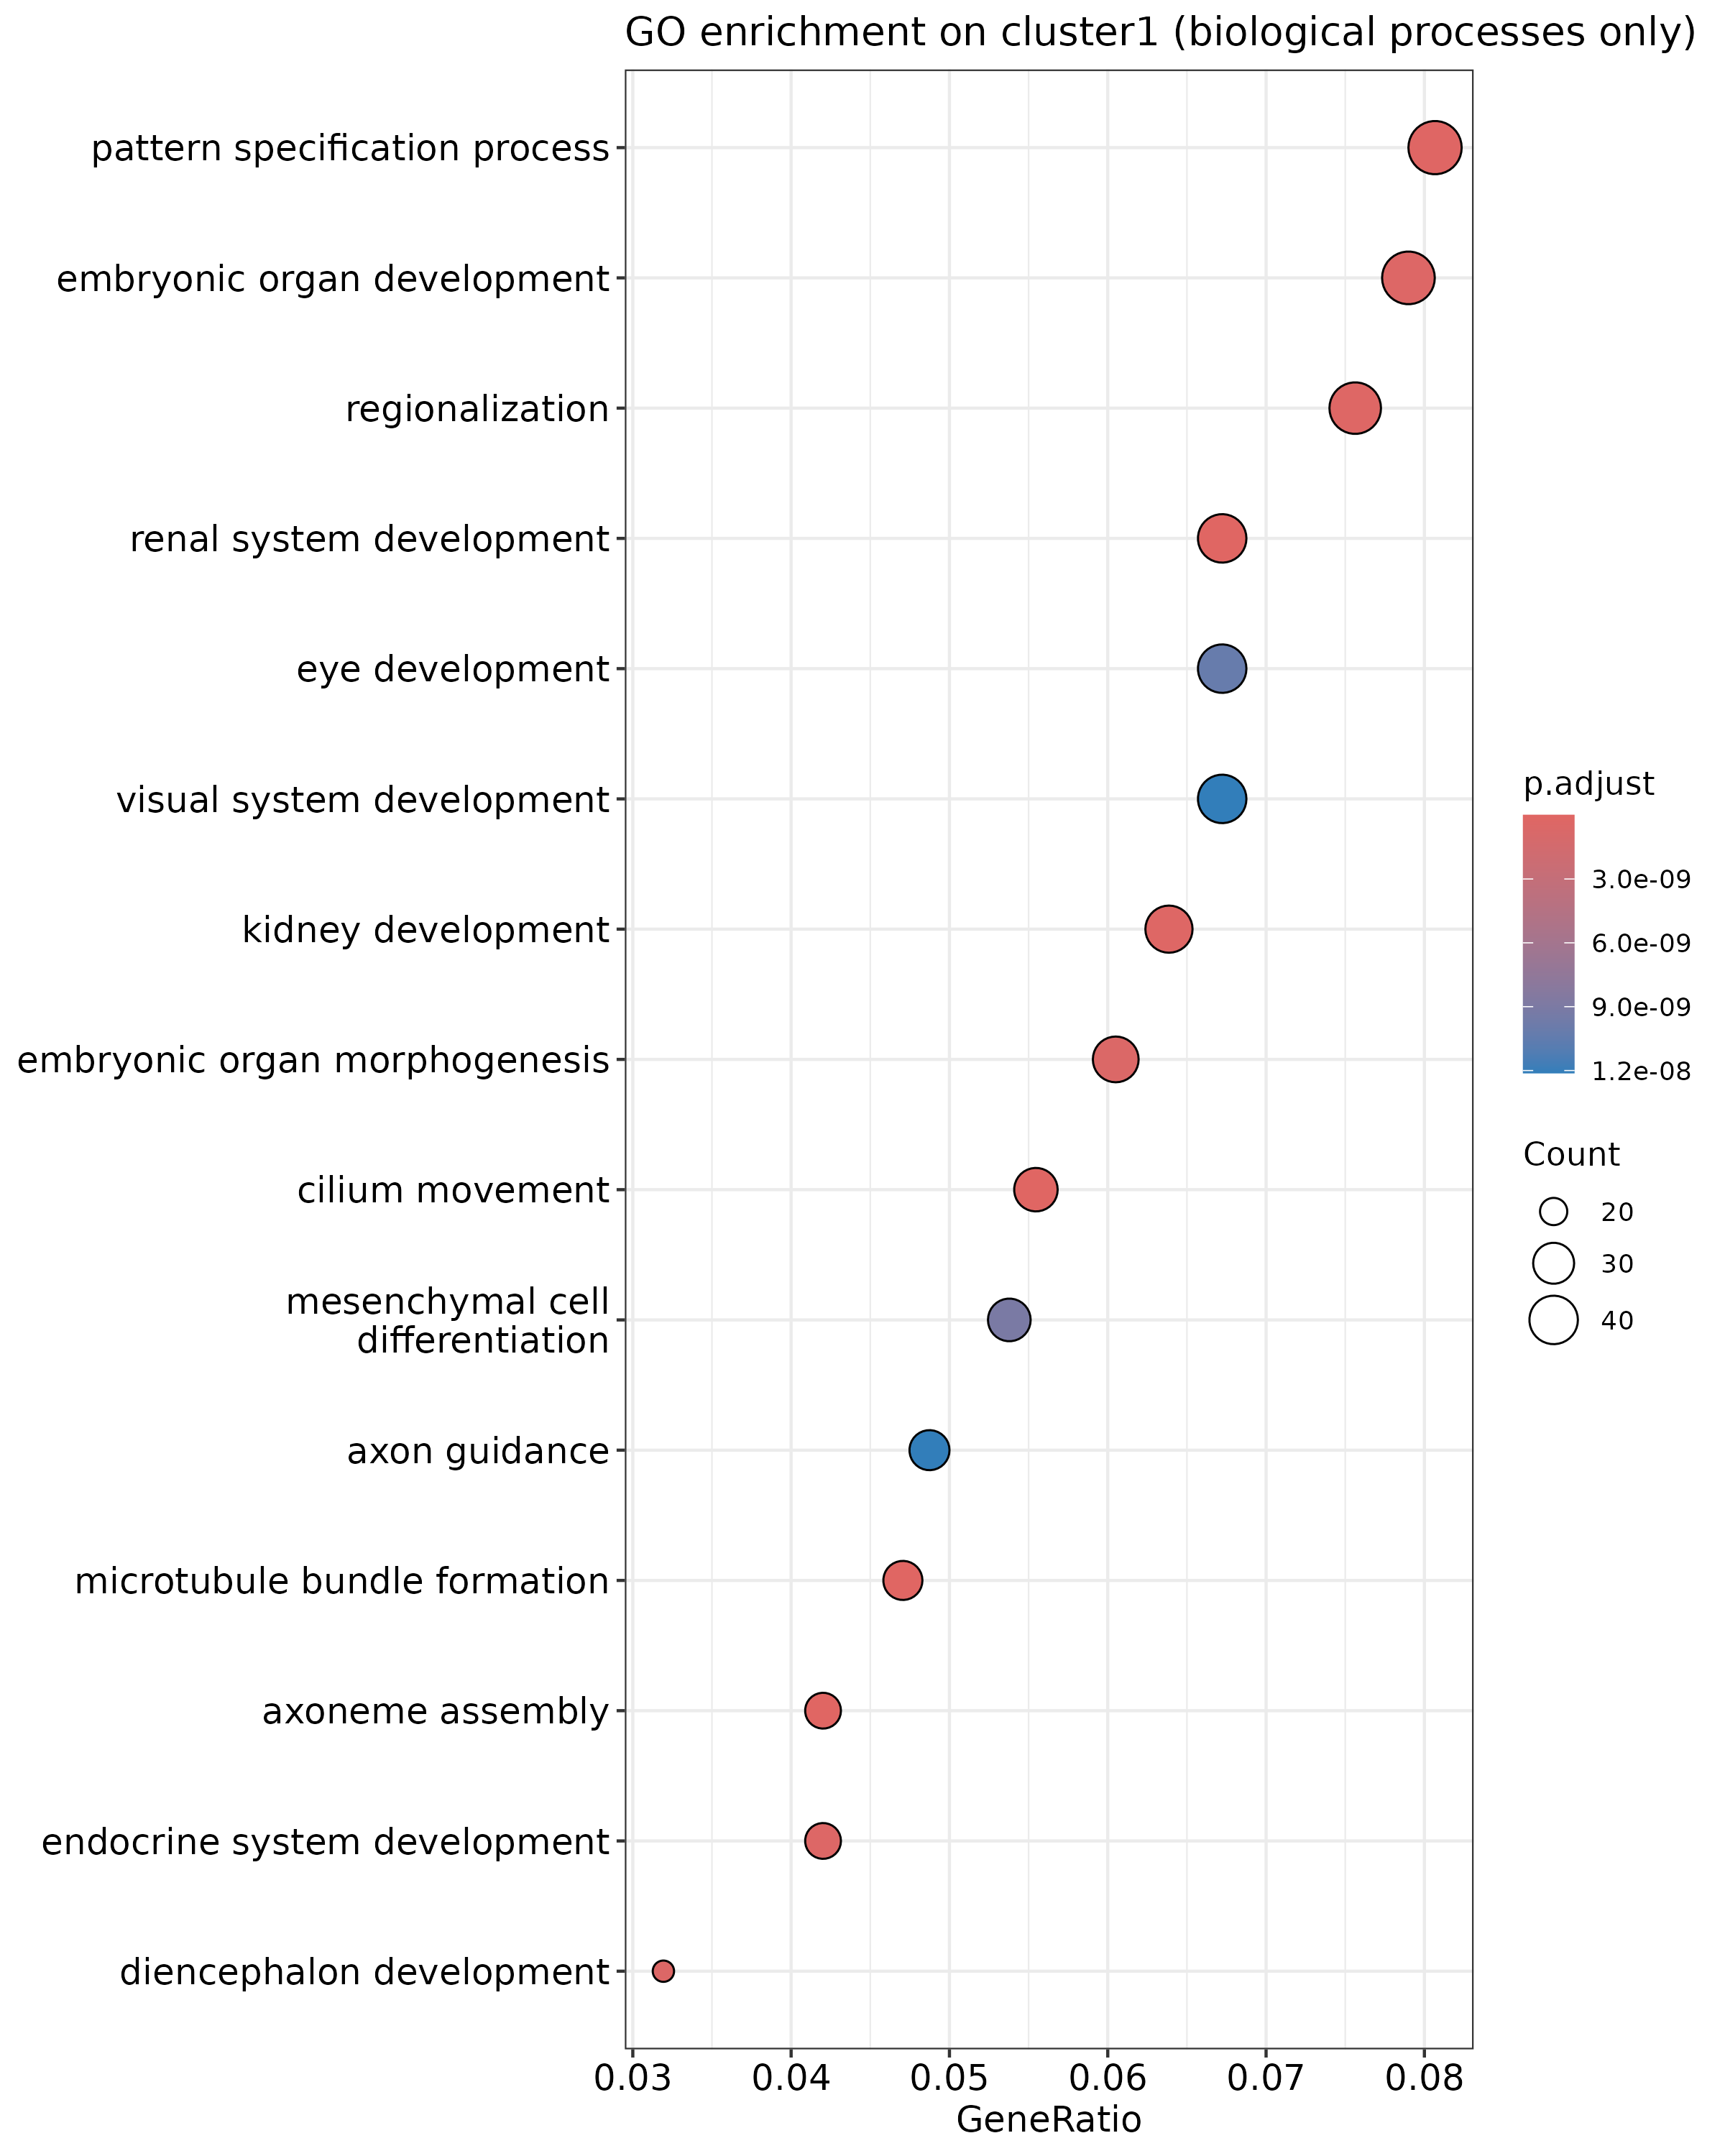 GO enrichment on cluster1 (biological processes only)
pattern specification process
embryonic organ development
regionalization
renal system development
eye development
visual system development
kidney development
embryonic organ morphogenesis
cilium movement
mesenchymal cell
differentiation
axon guidance
microtubule bundle formation
axoneme assembly
endocrine system development
diencephalon development
0.03 0.04 0.05 0.06 0.07 0.08
GeneRatio
p.adjust
3.0e-09
6.0e-09
9.0e-09
1.2e-08
Count
20
30
40